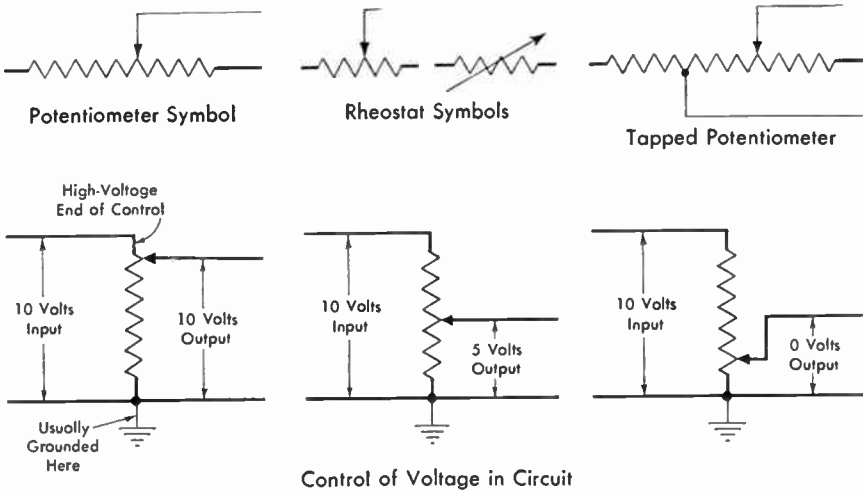 Potentiometer Symbol
Rheostat Symbols
Tapped Potentiometer
High-Voltage
End of Control
10 Volts
Input
10 Volts
Output
Usually
Grounded
Here
10 Volts
Input
5 Volts
Output
10 Volts
Input
0 Volts
Output
Control of Voltage in Circuit